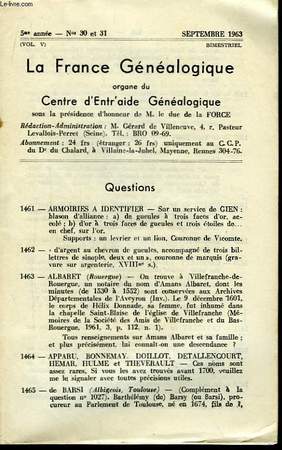 5me année — Nos 30 et 31 SEPTEMBRE 1963
(VOL. V) BIMESTRIEL
La France Généalogique
organe du
Centre d'Entr'aide Généalogique
sous la présidence d'honneur de M. le duc de la FORCE
Rédaction-Administration : M. Gérard de Villeneuve, 4, r. Pasteur
Levallois-Perret (Seine). Tél. : BRO 09-69.
Abonnement : 24 frs (étranger : 26 frs) uniquement au C.C.P.
du Dr du Chalard, à Villaine-la-Juhel, Mayenne, Rennes 304-76.
Questions
1461 — ARMOIRIES A IDENTIFIER - Sur un service de GIEN :
blason d'alliance : a) de gueules à trois faces d'or, ac-
colé ; b) d'or à trois faces de gueules et trois étoiles de...
en chef, sur l'or.
Supports : un levrier et un lion, Couronne de Vicomte.
1462 — - d'argent au chevron de gueules, accompagné de trois bil-
letttres de sinople, deux et un, couronne de marquis (gra-
vure sur argenterie, XVIIIe s.)
1463 — ALBARET (Rouergue) — On trouve à Villefranche-de-
Rouergue, un notaire du nom d'Amans Albaret, dont les
minutes (de 1530 à 1552) sont conservées aux Archives
Départementales de l'Aveyron (Inv.). Le 9 décembre 1601,
le corps de Hélix Donnade, sa femme, fut inhumé dans
la chapelle Saint-Blaise de l'Eglise de Villefranche (Mé-
moires de la Société des Amis de Villefranche et du Bas-
Rouergue, 1961, 3, p. 112, n. 1).
Tous renseignements sur Amans Albaret et sa famille ;
et plus précisément, lui connaît-on une descendance ?
1464 — APPARU, BONNEMAY, DOILLOT, DETALLENCOURT,
HEMAR, HULME et THEVERAULT — Ces noms sont
assez rares, Si vous les avez trouvés avant 1700, veuillez
me le signaler avec toutes précisions utiles.
1465 — de BARSI (Albigeois, Toulouse) — (Complément à la
question n° 1027). Barthélémy (de) Barsy (ou Barsi), pro-
cureur au Parlement de Toulouse, né en 1674, fils de J,